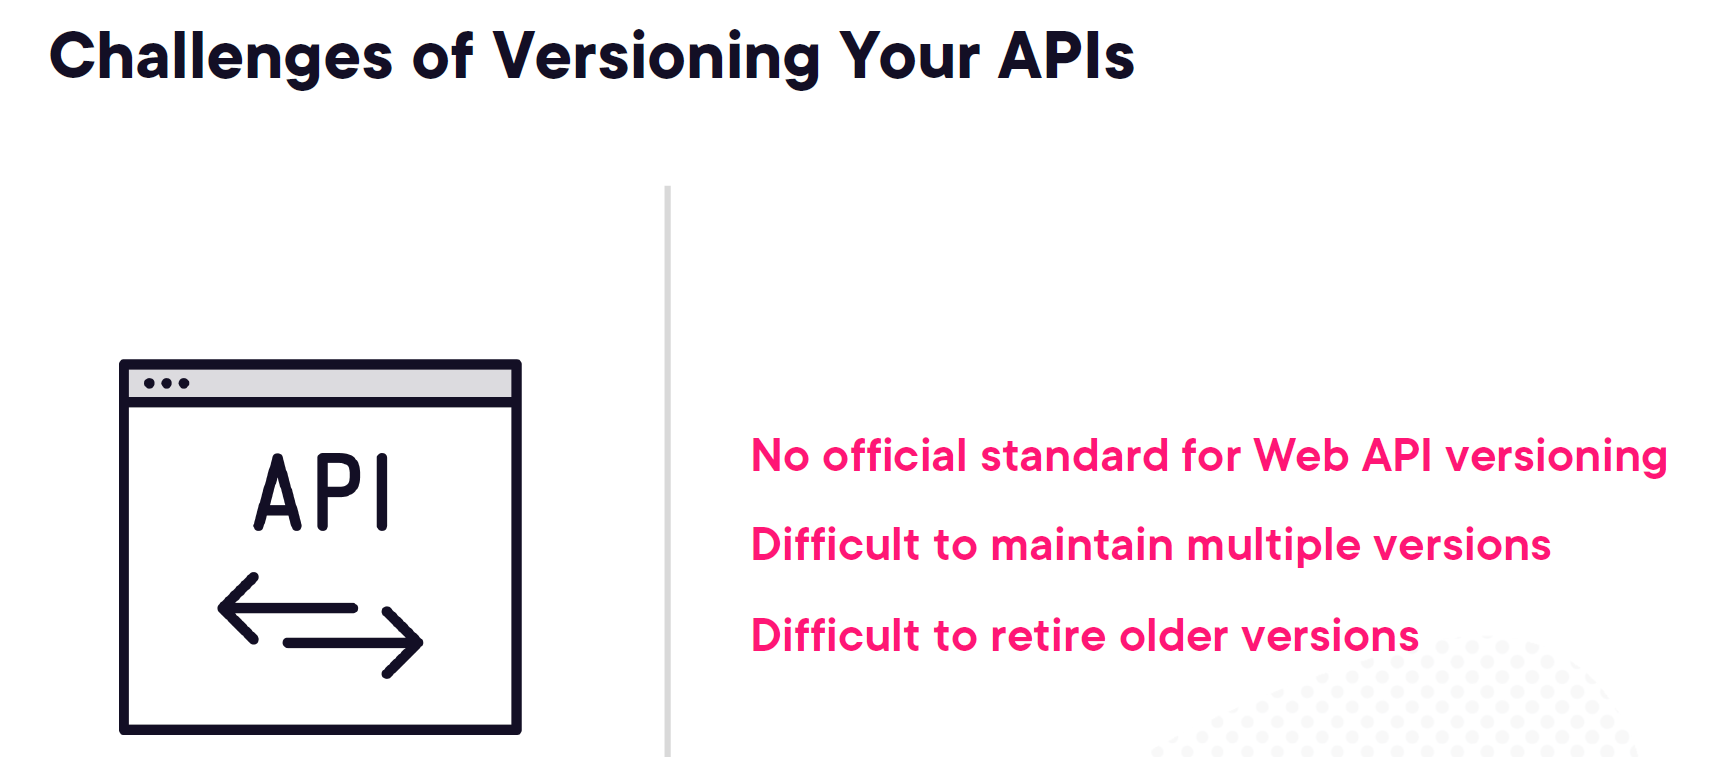 Challenges of Versioning Your APIs
API
No official standard for Web API versioning
Difficult to maintain multiple versions
Difficult to retire older versions